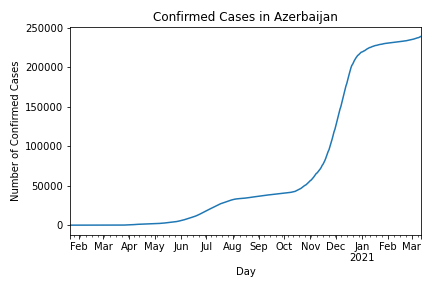 Confirmed Cases in Azerbaijan
250000
200000
150000
100000
50000
0
Number of Confirmed Cases
Feb Mar Apr May Jun Jul Aug Sep Oct Nov Dec Jan Feb Mar
2021
Day